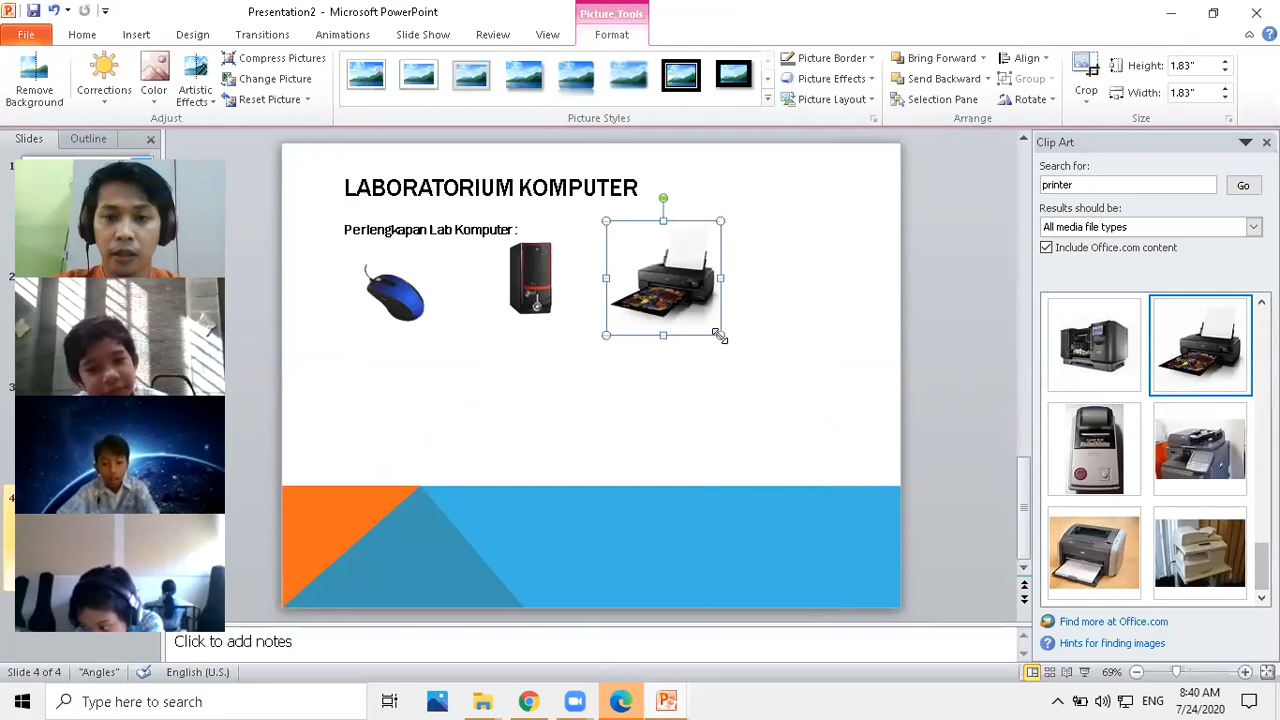 Presentation2 - Microsoft PowerPoint
Picture Tools
File Home Insert Design Transitions Animations Slide Show Review View Format
Remove Background
Corrections
Color
Artistic Effects
Compress Pictures
Change Picture
Reset Picture
Adjust
Picture Styles
Picture Border
Picture Effects
Picture Layout
Bring Forward
Send Backward
Selection Pane
Align
Group
Rotate
Arrange
Crop
Height: 1.83"
Width: 1.83"
Size
Slides Outline
Clip Art
Search for:
printer Go
Results should be:
All media file types
Include Office.com content
LABORATORIUM KOMPUTER
Perlengkapan Lab Komputer :
1
2
3
4
Find more at Office.com
Hints for finding images
Click to add notes
Slide 4 of 4 "Angles" English (U.S.) 69%
Type here to search
ENG
8:40 AM
7/24/2020